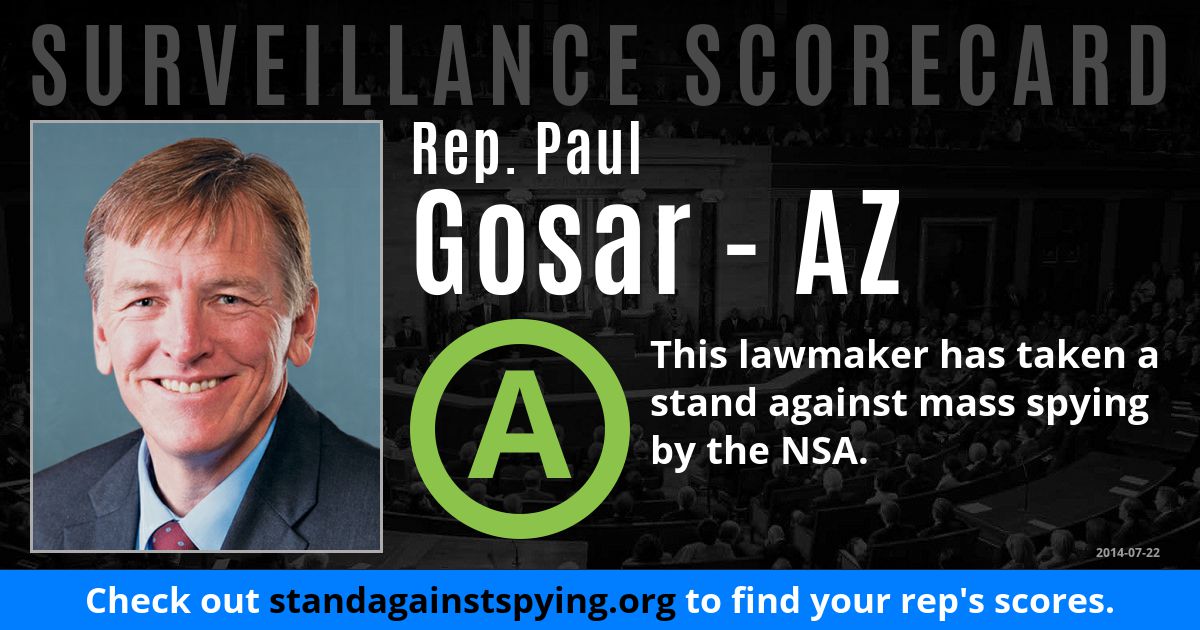 SURVEILLANCE SCORECARD
Rep. Paul
Gosar - AZ
A
This lawmaker has taken a
stand against mass spying
by the NSA.
2014-07-22
Check out standagainstspying.org to find your rep's scores.